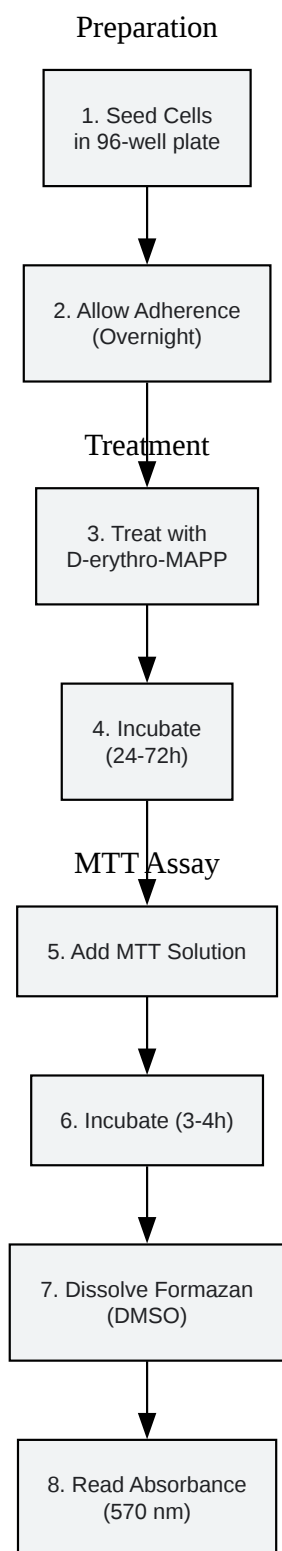 Preparation
1. Seed Cells
in 96-well plate
2. Allow Adherence
(Overnight)
Treatment
3. Treat with
D-erythro-MAPP
4. Incubate
(24-72h)
MTT Assay
5. Add MTT Solution
6. Incubate (3-4h)
7. Dissolve Formazan
(DMSO)
8. Read Absorbance
(570 nm)